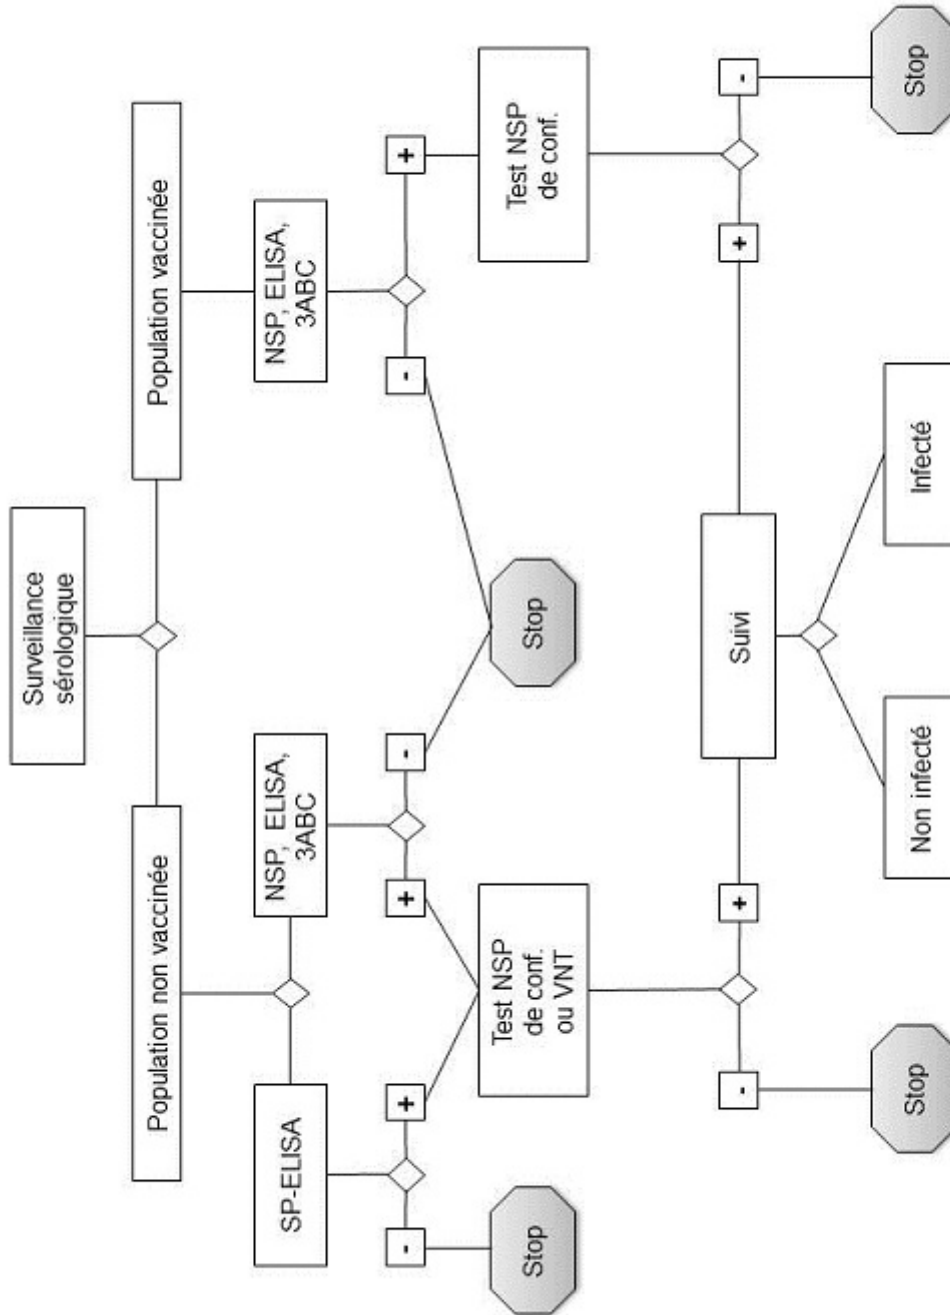 Surveillance
sérologique
Population non vaccinée
Population vaccinée
SP-ELISA
NSP, ELISA,
3ABC
NSP, ELISA,
3ABC
-
+
+
-
-
+
Stop
Test NSP
de conf.
ou VNT
Stop
Test NSP
de conf.
-
+
Suivi
+
-
Stop
Non infecté
Infecté
Stop